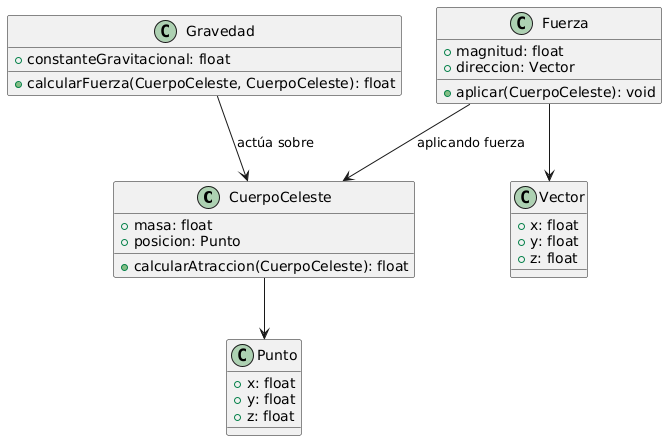 C Gravedad
constanteGravitacional: float
calcularFuerza(CuerpoCeleste, CuerpoCeleste): float
C Fuerza
magnitud: float
direccion: Vector
aplicar(CuerpoCeleste): void
actúa sobre
aplicando fuerza
C CuerpoCeleste
masa: float
posicion: Punto
calcularAtraccion(CuerpoCeleste): float
C Vector
x: float
y: float
z: float
C Punto
x: float
y: float
z: float